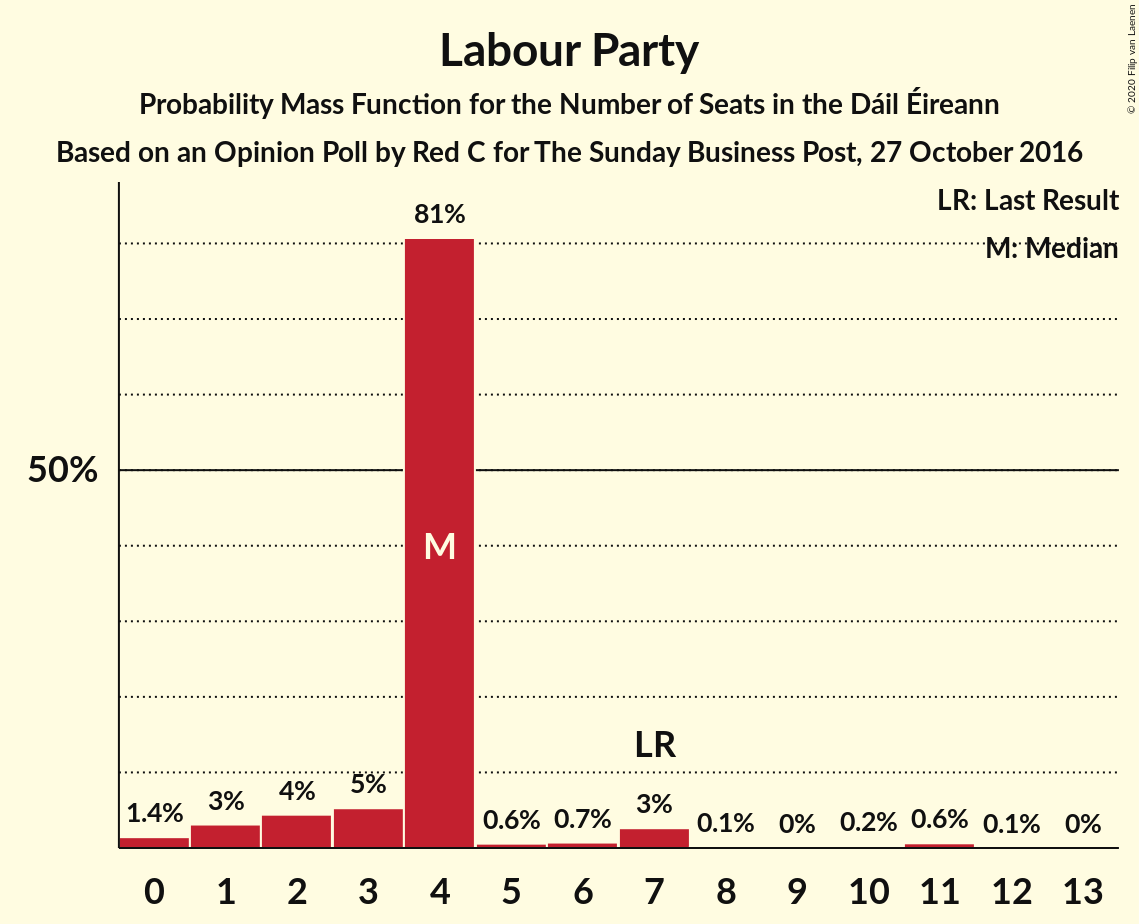 Labour Party
Probability Mass Function for the Number of Seats in the Dáil Éireann
Based on an Opinion Poll by Red C for The Sunday Business Post, 27 October 2016
© 2020 Filip van Laenen
LR: Last Result
M: Median
50%
1.4%
3%
4%
5%
81%
0.6%
0.7%
3%
0.1%
0%
0.2%
0.6%
0.1%
0%
M
LR
0 1 2 3 4 5 6 7 8 9 10 11 12 13